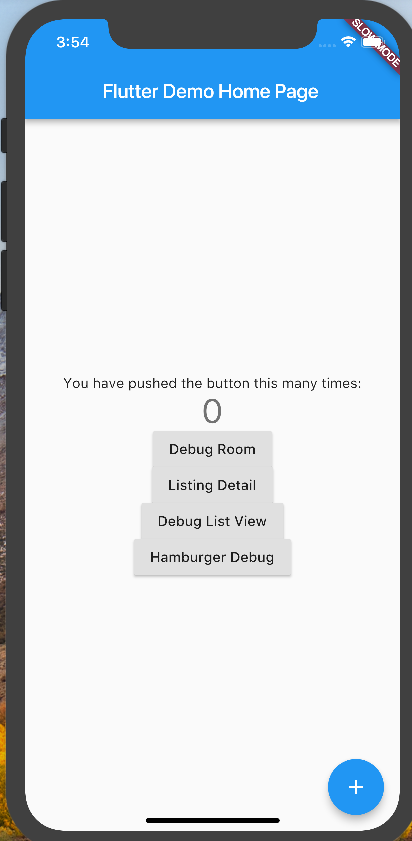 3:54
SLOW MODE
Flutter Demo Home Page
You have pushed the button this many times:
0
Debug Room
Listing Detail
Debug List View
Hamburger Debug
+